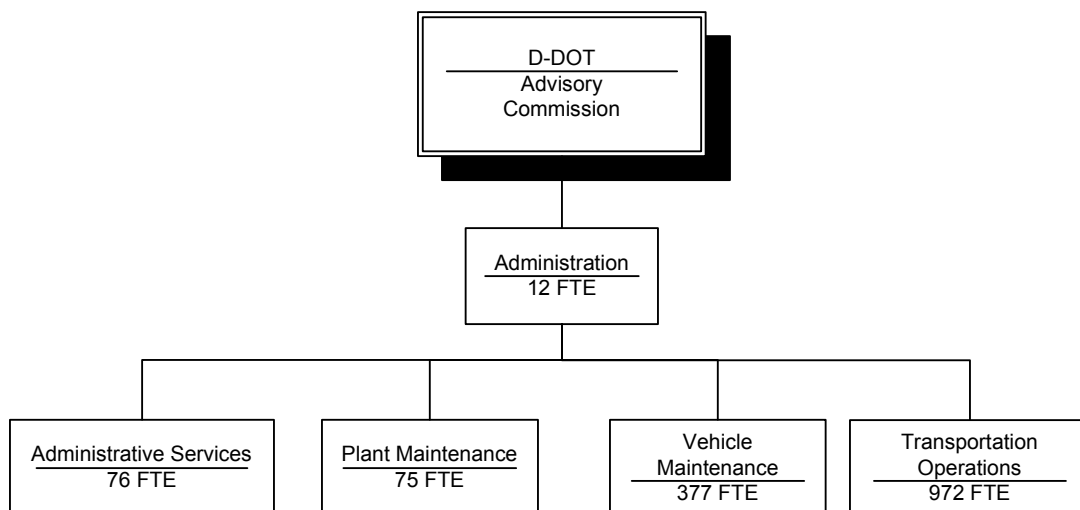 D-DOT
Advisory
Commission
Administration
12 FTE
Administrative Services
76 FTE
Plant Maintenance
75 FTE
Vehicle
Maintenance
377 FTE
Transportation
Operations
972 FTE